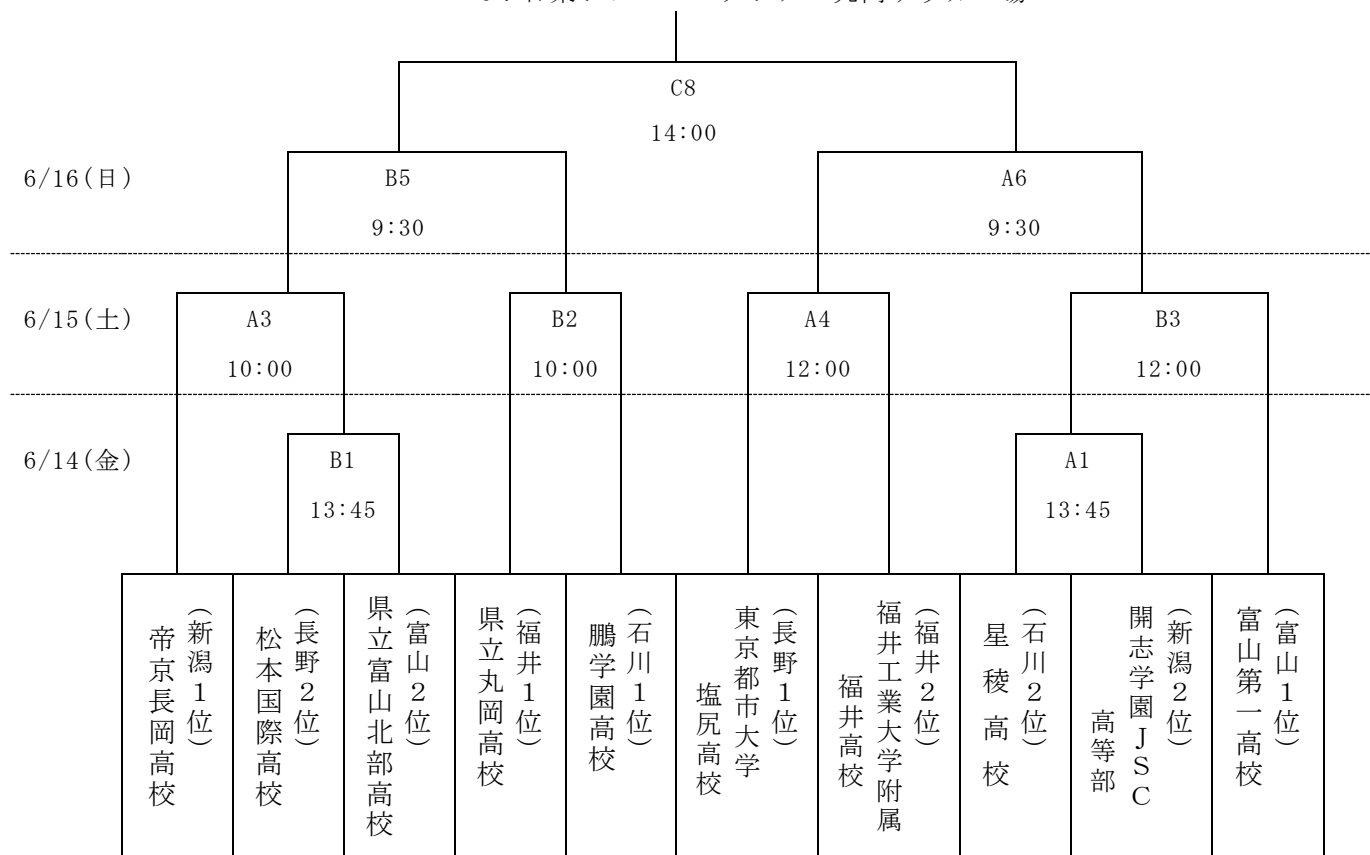 C8
14:00
6/16(日)
B5
A6
9:30
9:30
6/15(土)
A3
B2
A4
B3
10:00
10:00
12:00
12:00
6/14(金)
B1
A1
13:45
13:45
(新潟1位)
帝京長岡高校
(長野2位)
松本国際高校
(富山2位)
県立富山北部高校
(福井1位)
県立丸岡高校
(石川1位)
鵬学園高校
(長野1位)
東京都市大学
塩尻高校
(福井2位)
福井工業大学附属
福井高校
(石川2位)
星稜高校
(新潟2位)
開志学園JSC
高等部
(富山1位)
富山第一高校